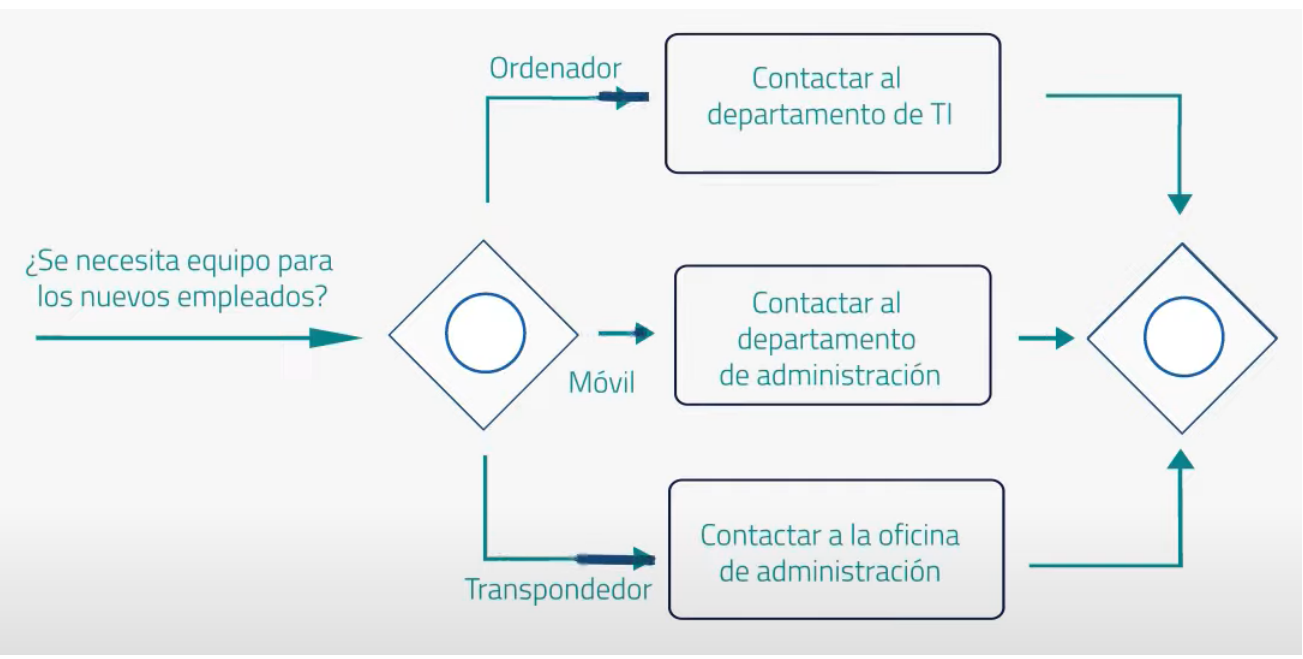 Ordenador
Contactar al
departamento de TI
¿Se necesita equipo para
los nuevos empleados?
Contactar al
departamento
de administración
Móvil
Contactar a la oficina
de administración
Transpondedor